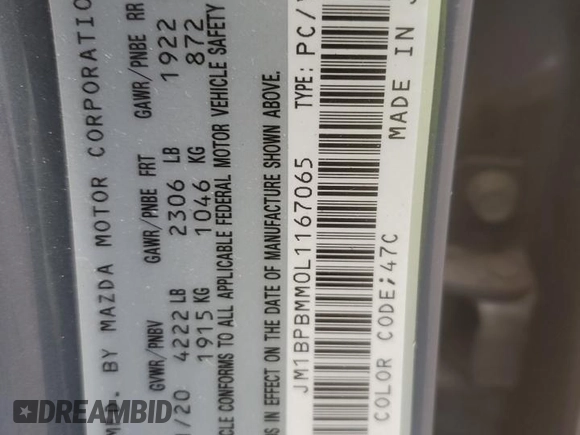 . BY MAZDA MOTOR CORPORATIO
GVWR/PNBV GAWR/PNBE FRT GAWR/PNBE RR
/20 4222 LB 2306 LB 1922
1915 KG 1046 KG 872
CONFORMS TO ALL APPLICABLE FEDERAL MOTOR VEHICLE SAFETY
IN EFFECT ON THE DATE OF MANUFACTURE SHOWN ABOVE.
JM1BPBMM0L1167065 TYPE: PC/
COLOR CODE;47C MADE IN
DREAMBID